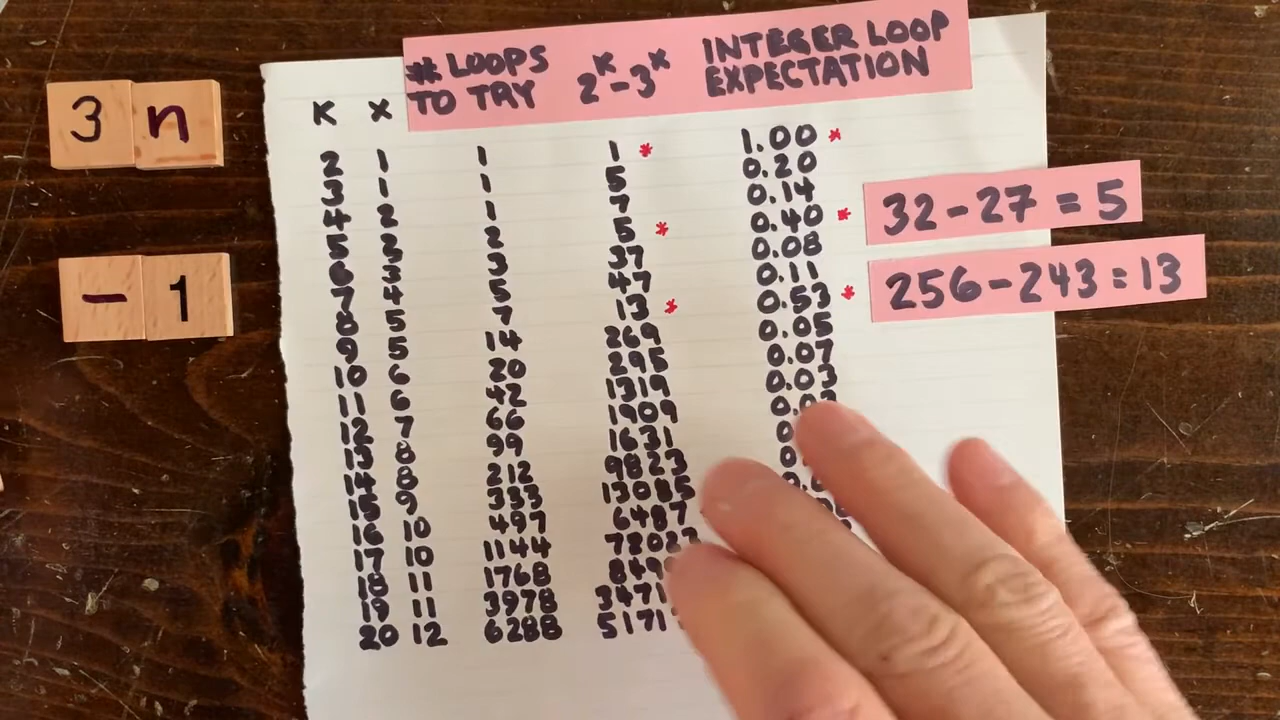 3 n
- 1
K X # LOOPS TO TRY 2^K-3^X INTEGER LOOP EXPECTATION
2 1 1 1 * 1.00 *
3 1 1 5 0.20
4 2 1 7 0.14
5 3 2 5 * 0.40 *
6 3 3 37 0.08
7 4 5 47 0.11
8 5 7 13 * 0.53 *
9 5 14 269 0.05
10 6 20 295 0.07
11 6 42 1319 0.03
12 7 66 1909
13 8 99 1631
14 8 212 9823
15 9 333 13085
16 10 497 6487
17 10 1144 72023
18 11 1768
19 11 3978
20 12 6288
32-27=5
256-243=13